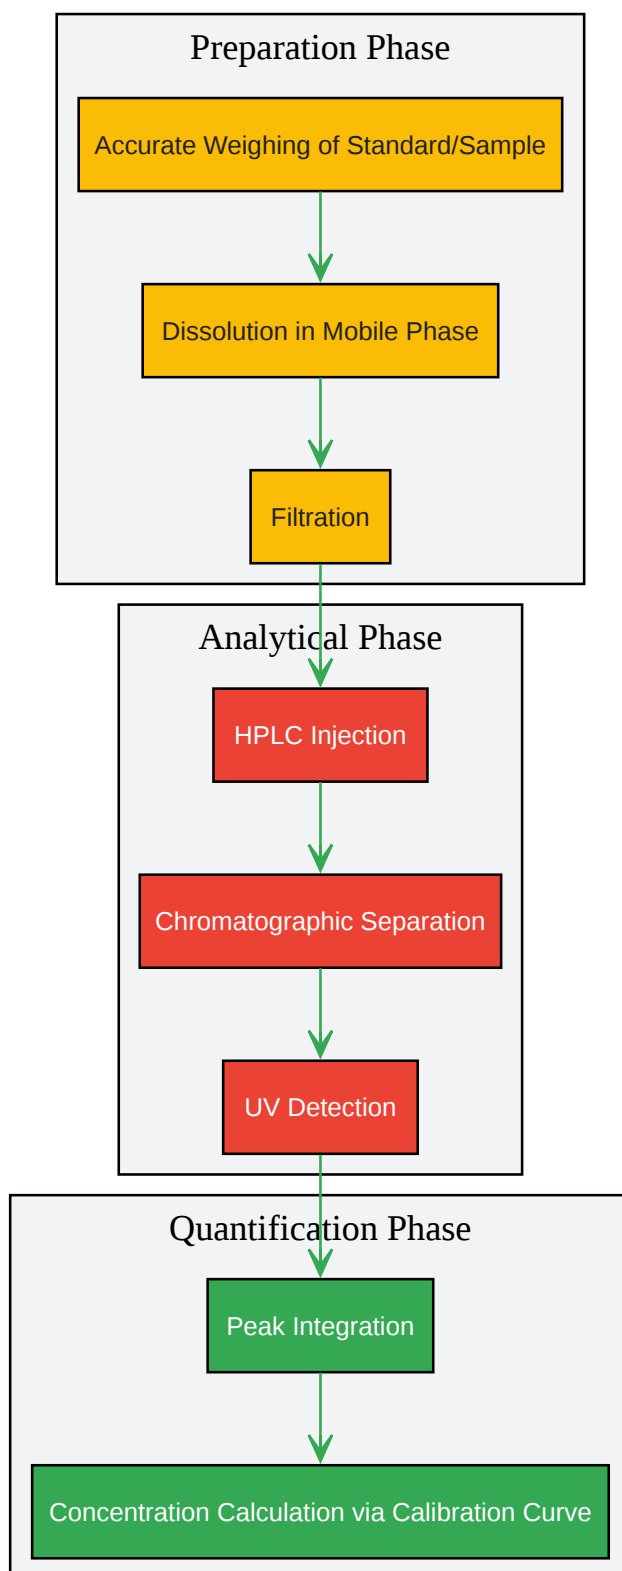 Preparation Phase
Accurate Weighing of Standard/Sample
Dissolution in Mobile Phase
Filtration
Analytical Phase
HPLC Injection
Chromatographic Separation
UV Detection
Quantification Phase
Peak Integration
Concentration Calculation via Calibration Curve